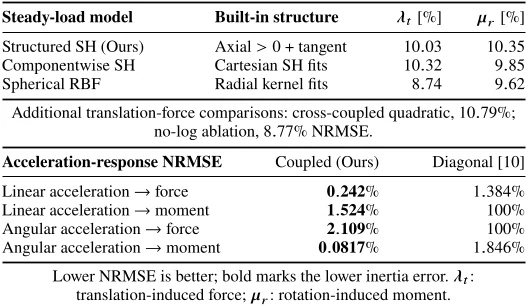 Steady-load model Built-in structure λt [%] μr [%]
Structured SH (Ours) Axial > 0 + tangent 10.03 10.35
Componentwise SH Cartesian SH fits 10.32 9.85
Spherical RBF Radial kernel fits 8.74 9.62
Additional translation-force comparisons: cross-coupled quadratic, 10.79%;
no-log ablation, 8.77% NRMSE.
Acceleration-response NRMSE Coupled (Ours) Diagonal [10]
Linear acceleration → force 0.242% 1.384%
Linear acceleration → moment 1.524% 100%
Angular acceleration → force 2.109% 100%
Angular acceleration → moment 0.0817% 1.846%
Lower NRMSE is better; bold marks the lower inertia error. λt:
translation-induced force; μr: rotation-induced moment.